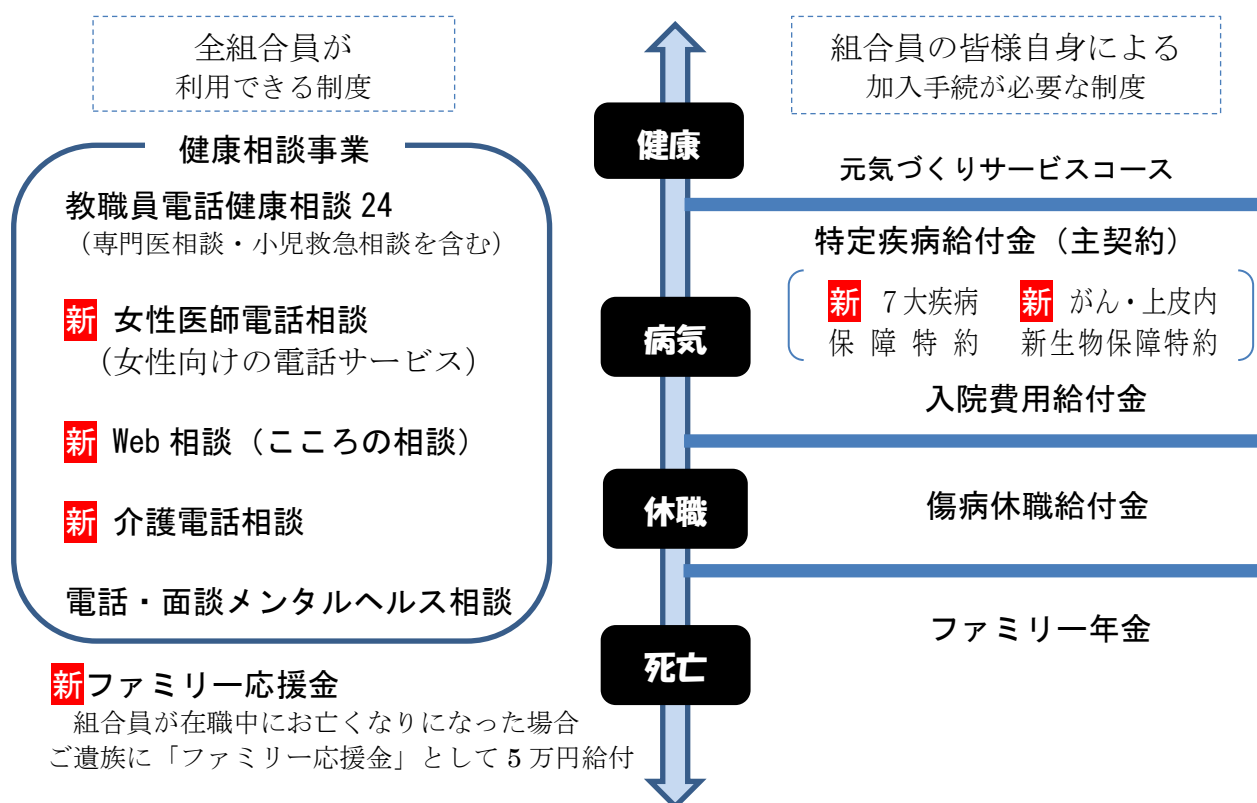 全組合員が
利用できる制度
健康相談事業
教職員電話健康相談24
（専門医相談・小児救急相談を含む）
新 女性医師電話相談
（女性向けの電話サービス）
新 Web相談（こころの相談）
新 介護電話相談
電話・面談メンタルヘルス相談
新ファミリー応援金
組合員が在職中にお亡くなりになった場合
ご遺族に「ファミリー応援金」として5万円給付
健康
病気
休職
死亡
組合員の皆様自身による
加入手続が必要な制度
元気づくりサービスコース
特定疾病給付金（主契約）
新 ７大疾病
保障特約
新 がん・上皮内
新生物保障特約
入院費用給付金
傷病休職給付金
ファミリー年金